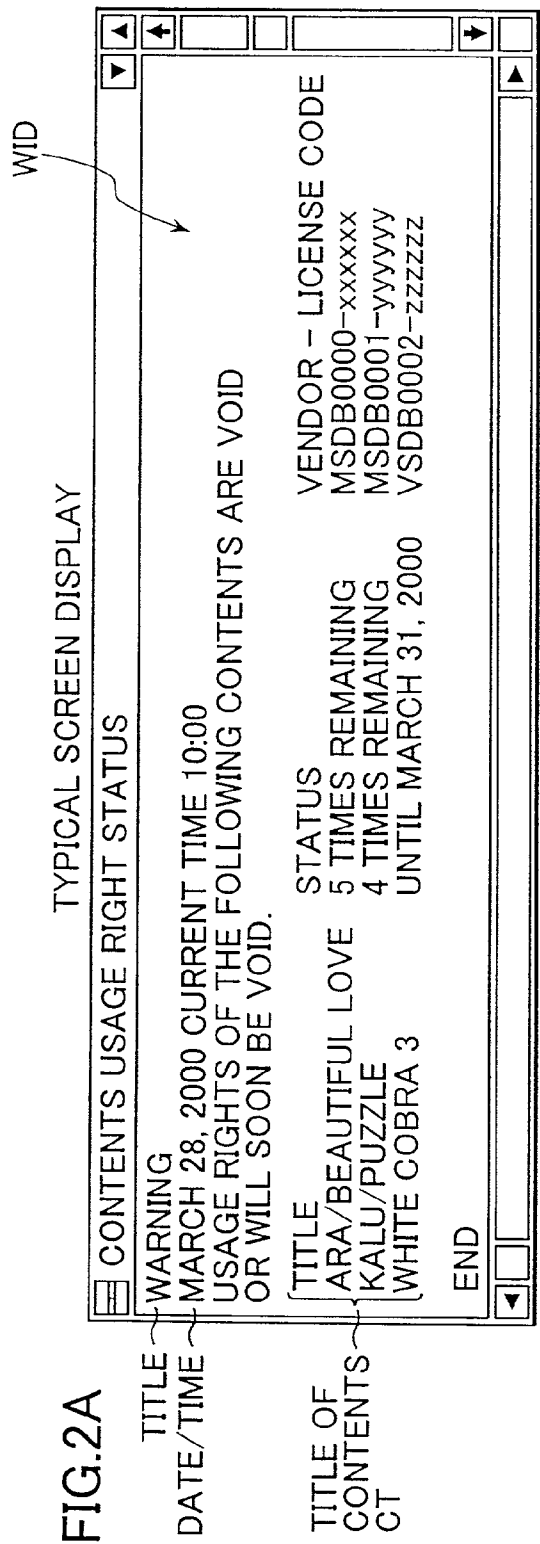 FIG.2A
TYPICAL SCREEN DISPLAY
WID
CONTENTS USAGE RIGHT STATUS
TITLE
WARNING
DATE/TIME
MARCH 28, 2000 CURRENT TIME 10:00
USAGE RIGHTS OF THE FOLLOWING CONTENTS ARE VOID
OR WILL SOON BE VOID.
TITLE OF
CONTENTS
CT
TITLE STATUS VENDOR – LICENSE CODE
ARA/BEAUTIFUL LOVE 5 TIMES REMAINING MSDB0000–xxxxxx
KALU/PUZZLE 4 TIMES REMAINING MSDB0001–yyyyyy
WHITE COBRA 3 UNTIL MARCH 31, 2000 VSDB0002–zzzzzz
END